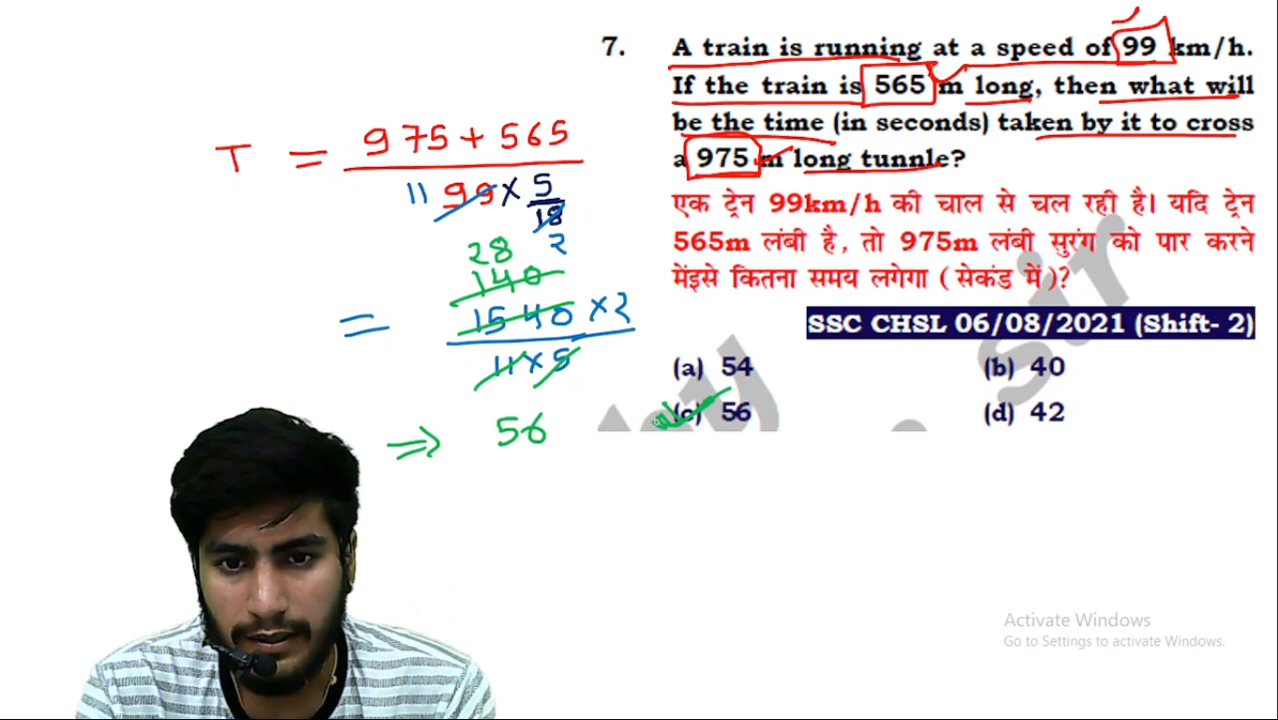 7. A train is running at a speed of 99 km/h.
If the train is 565 m long, then what will
be the time (in seconds) taken by it to cross
a 975 m long tunnle?
एक ट्रेन 99km/h की चाल से चल रही है। यदि ट्रेन
565m लंबी है, तो 975m लंबी सुरंग को पार करने
मेंइसे कितना समय लगेगा ( सेकंड में )?
SSC CHSL 06/08/2021 (Shift- 2)
(a) 54 (b) 40
(c) 56 (d) 42
T = 975 + 565
11 99 × 5
18
28 2
140
= 1540 × 2
11 × 5
⇒ 56
sir
Activate Windows
Go to Settings to activate Windows.